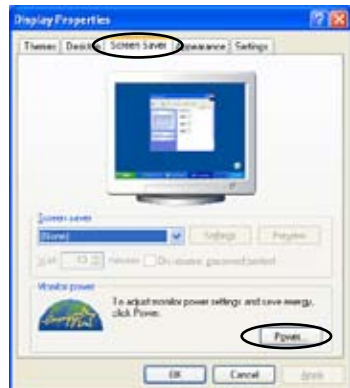 Display Properties
Themes Desktop Screen Saver Appearance Settings
Screen saver
(None) Settings Preview
Wait: minutes On resume, password protect
Monitor power
To adjust monitor power settings and save energy,
click Power.
Power...
OK Cancel Apply